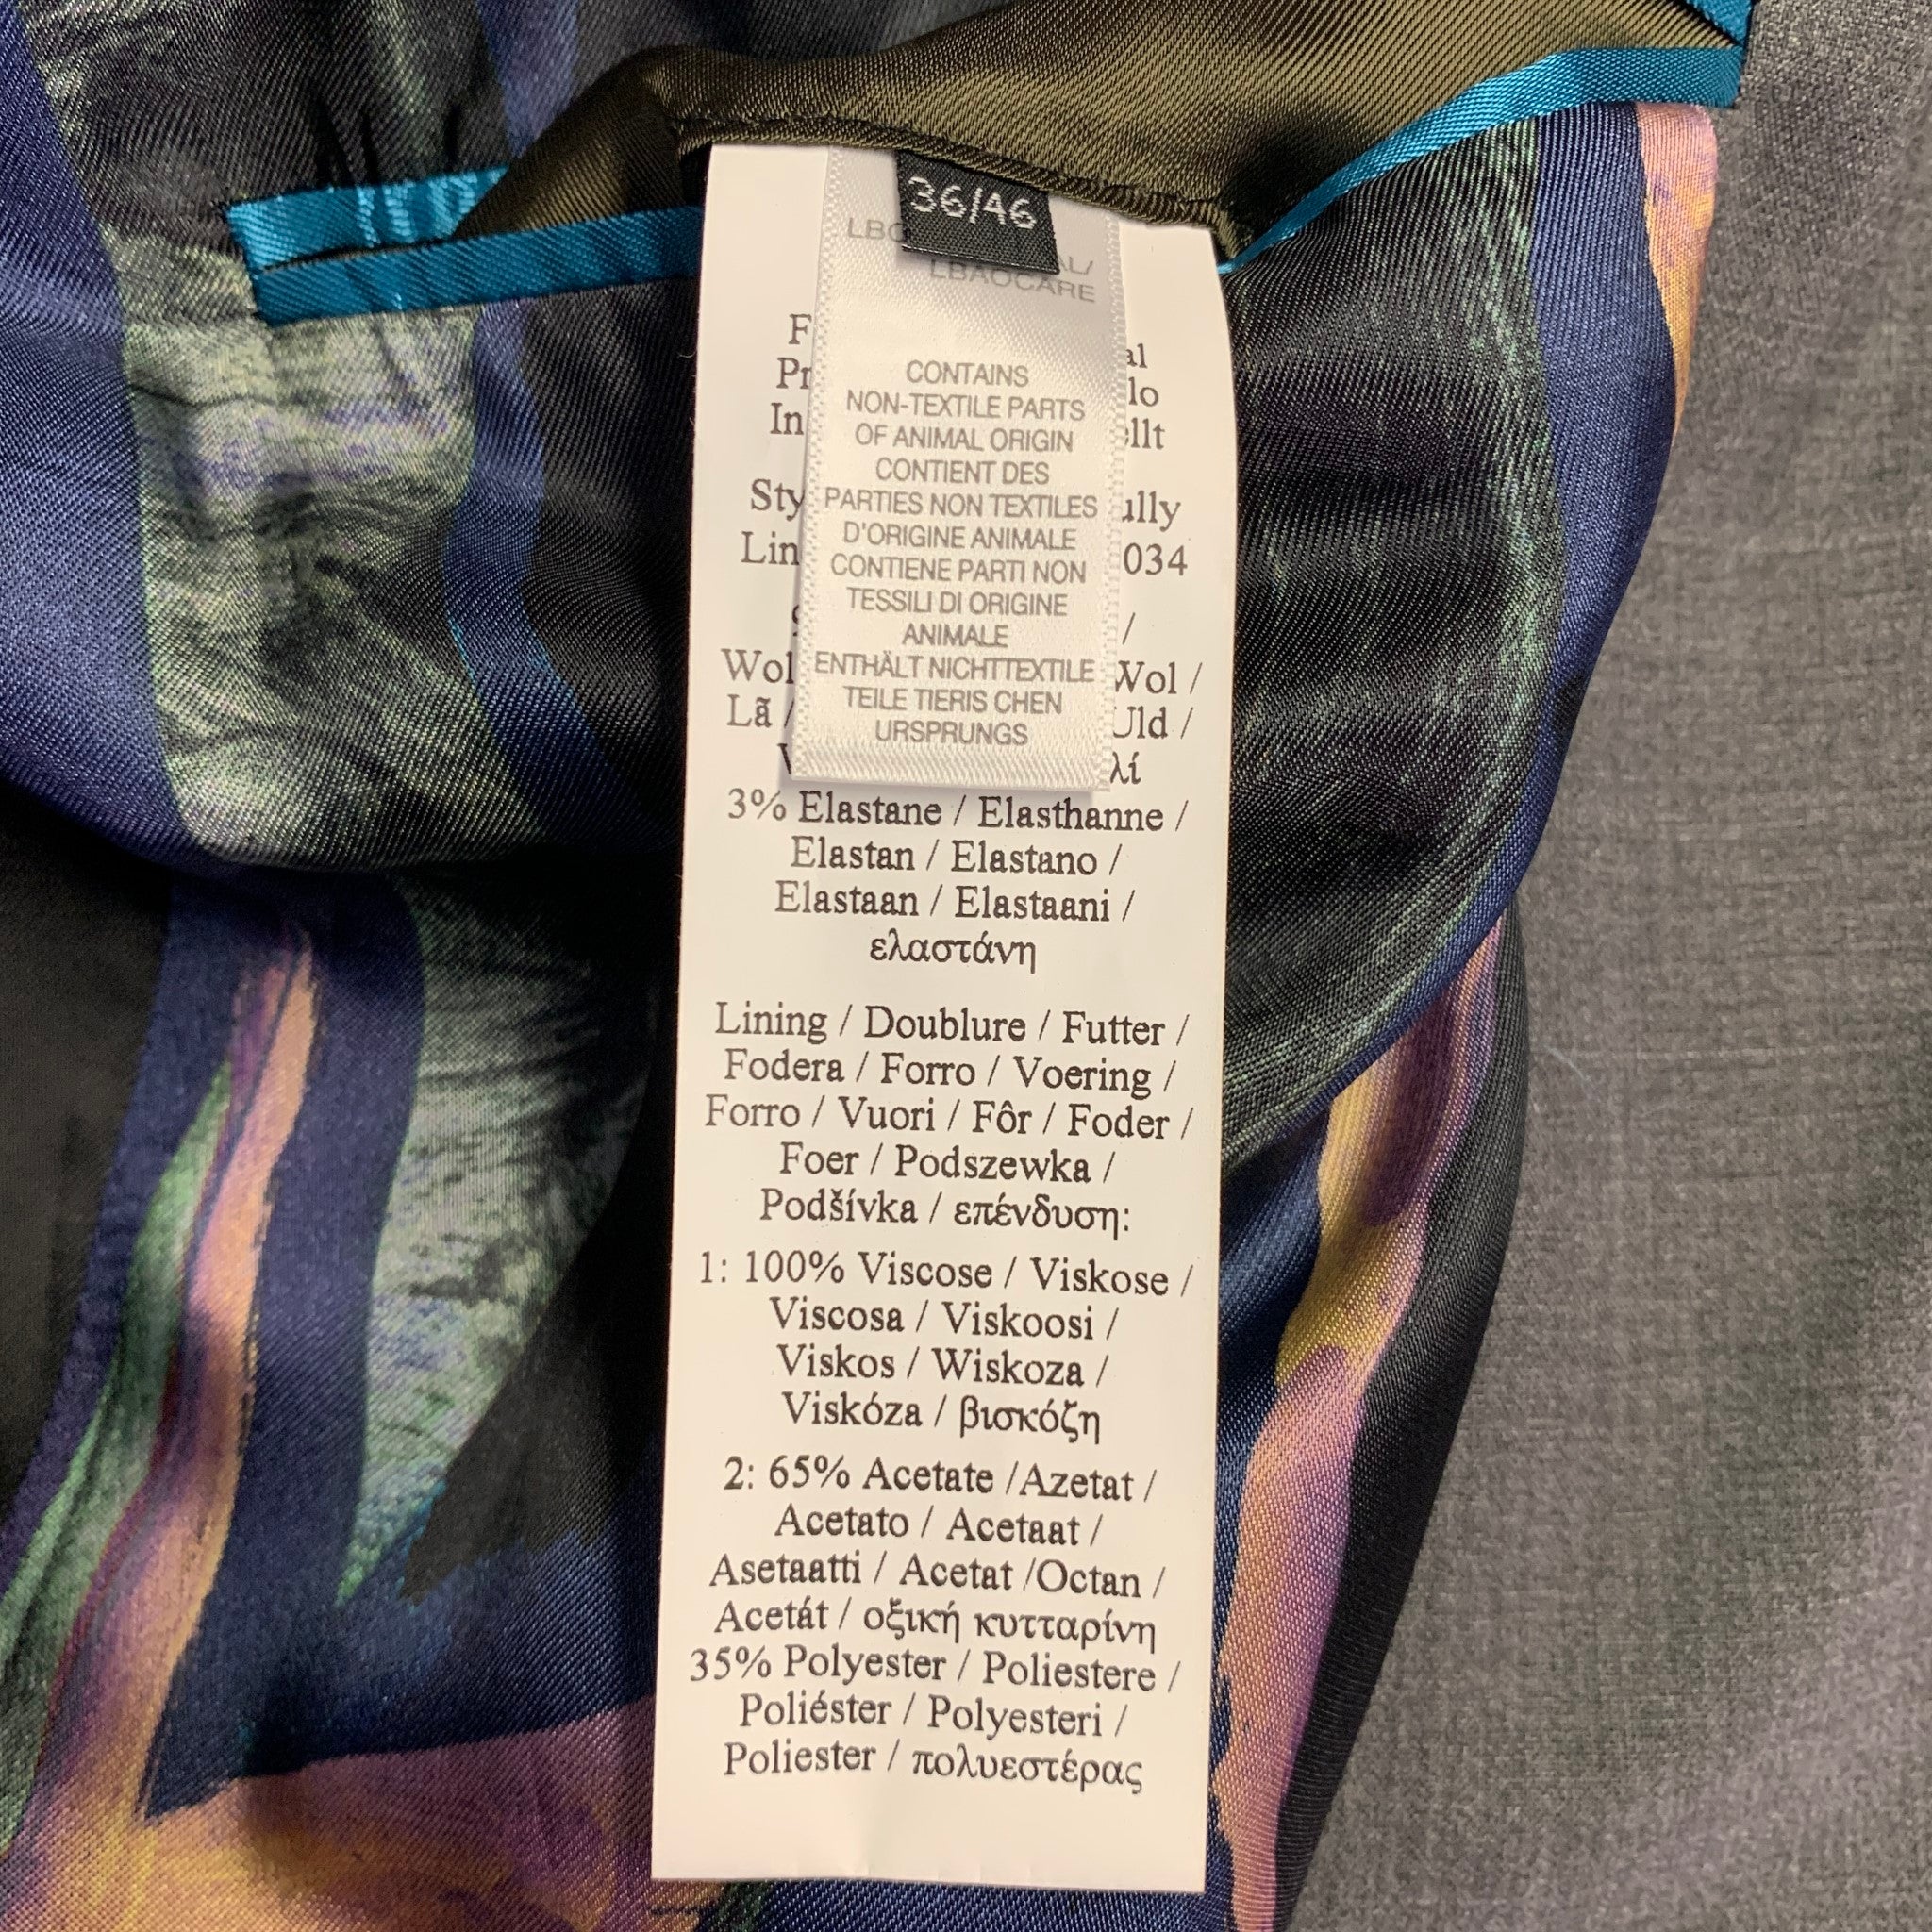 36/46
LBAOCARE
CONTAINS
NON-TEXTILE PARTS
OF ANIMAL ORIGIN
CONTIENT DES
PARTIES NON TEXTILES
D'ORIGINE ANIMALE
CONTIENE PARTI NON
TESSILI DI ORIGINE
ANIMALE
ENTHÄLT NICHTTEXTILE
TEILE TIERIS CHEN
URSPRUNGS
Wol /
Lã /
Uld /
3% Elastane / Elasthanne /
Elastan / Elastano /
Elastaan / Elastaani /
ελαστάνη
Lining / Doublure / Futter /
Fodera / Forro / Voering /
Forro / Vuori / Fôr / Foder /
Foer / Podszewka /
Podšívka / επένδυση:
1: 100% Viscose / Viskose /
Viscosa / Viskoosi /
Viskos / Wiskoza /
Viskóza / βισκόζη
2: 65% Acetate /Azetat /
Acetato / Acetaat /
Asetaatti / Acetat /Octan /
Acetát / οξική κυτταρίνη
35% Polyester / Poliestere /
Poliéster / Polyesteri /
Poliester / πολυεστέρας